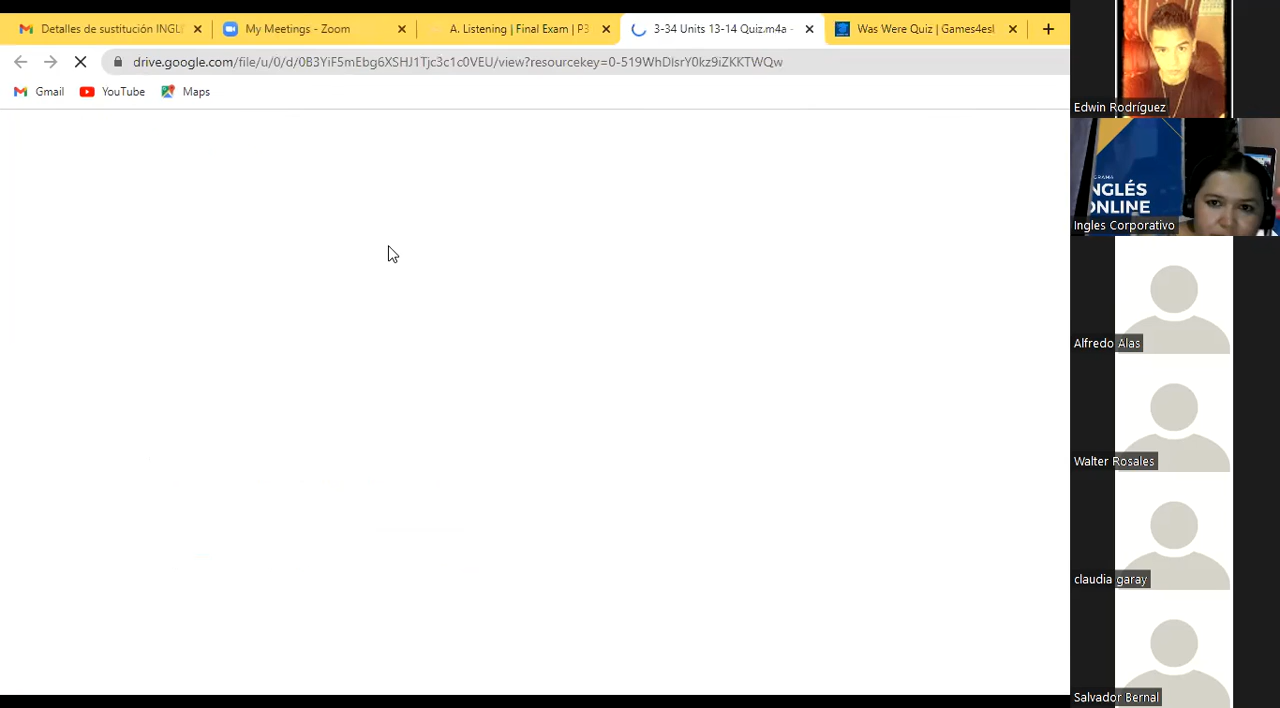 Detalles de sustitución INGL
My Meetings - Zoom
A. Listening | Final Exam | P3
3-34 Units 13-14 Quiz.m4a -
Was Were Quiz | Games4esl
drive.google.com/file/u/0/d/0B3YiF5mEbg6XSHJ1Tjc3c1c0VEU/view?resourcekey=0-519WhDIsrY0kz9iZKKTWQw
Gmail
YouTube
Maps
Edwin Rodríguez
INGLÉS
ONLINE
Ingles Corporativo
Alfredo Alas
Walter Rosales
claudia garay
Salvador Bernal